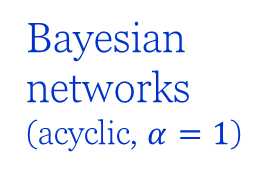 Bayesian
networks
(acyclic, α = 1)